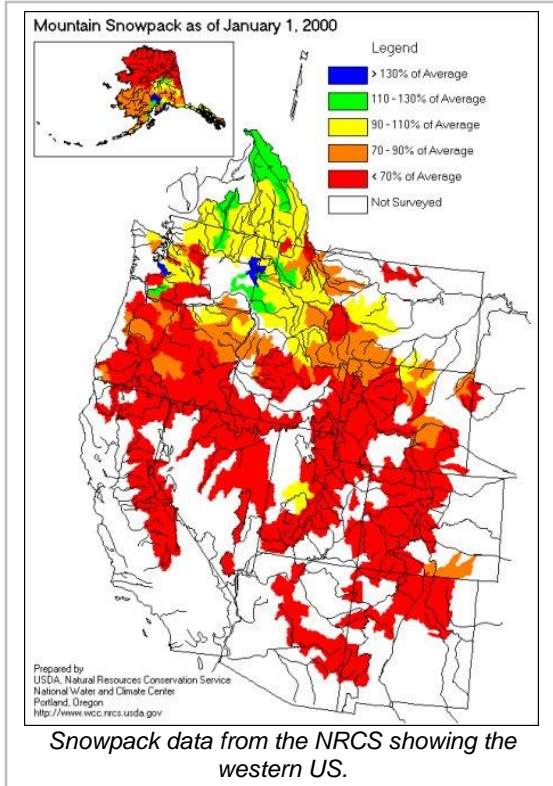 Mountain Snowpack as of January 1, 2000
Legend
> 130% of Average
110 - 130% of Average
90 - 110% of Average
70 - 90% of Average
< 70% of Average
Not Surveyed
Prepared by
USDA, Natural Resources Conservation Service
National Water and Climate Center
Portland, Oregon
http://www.wcc.nrcs.usda.gov
Snowpack data from the NRCS showing the
western US.